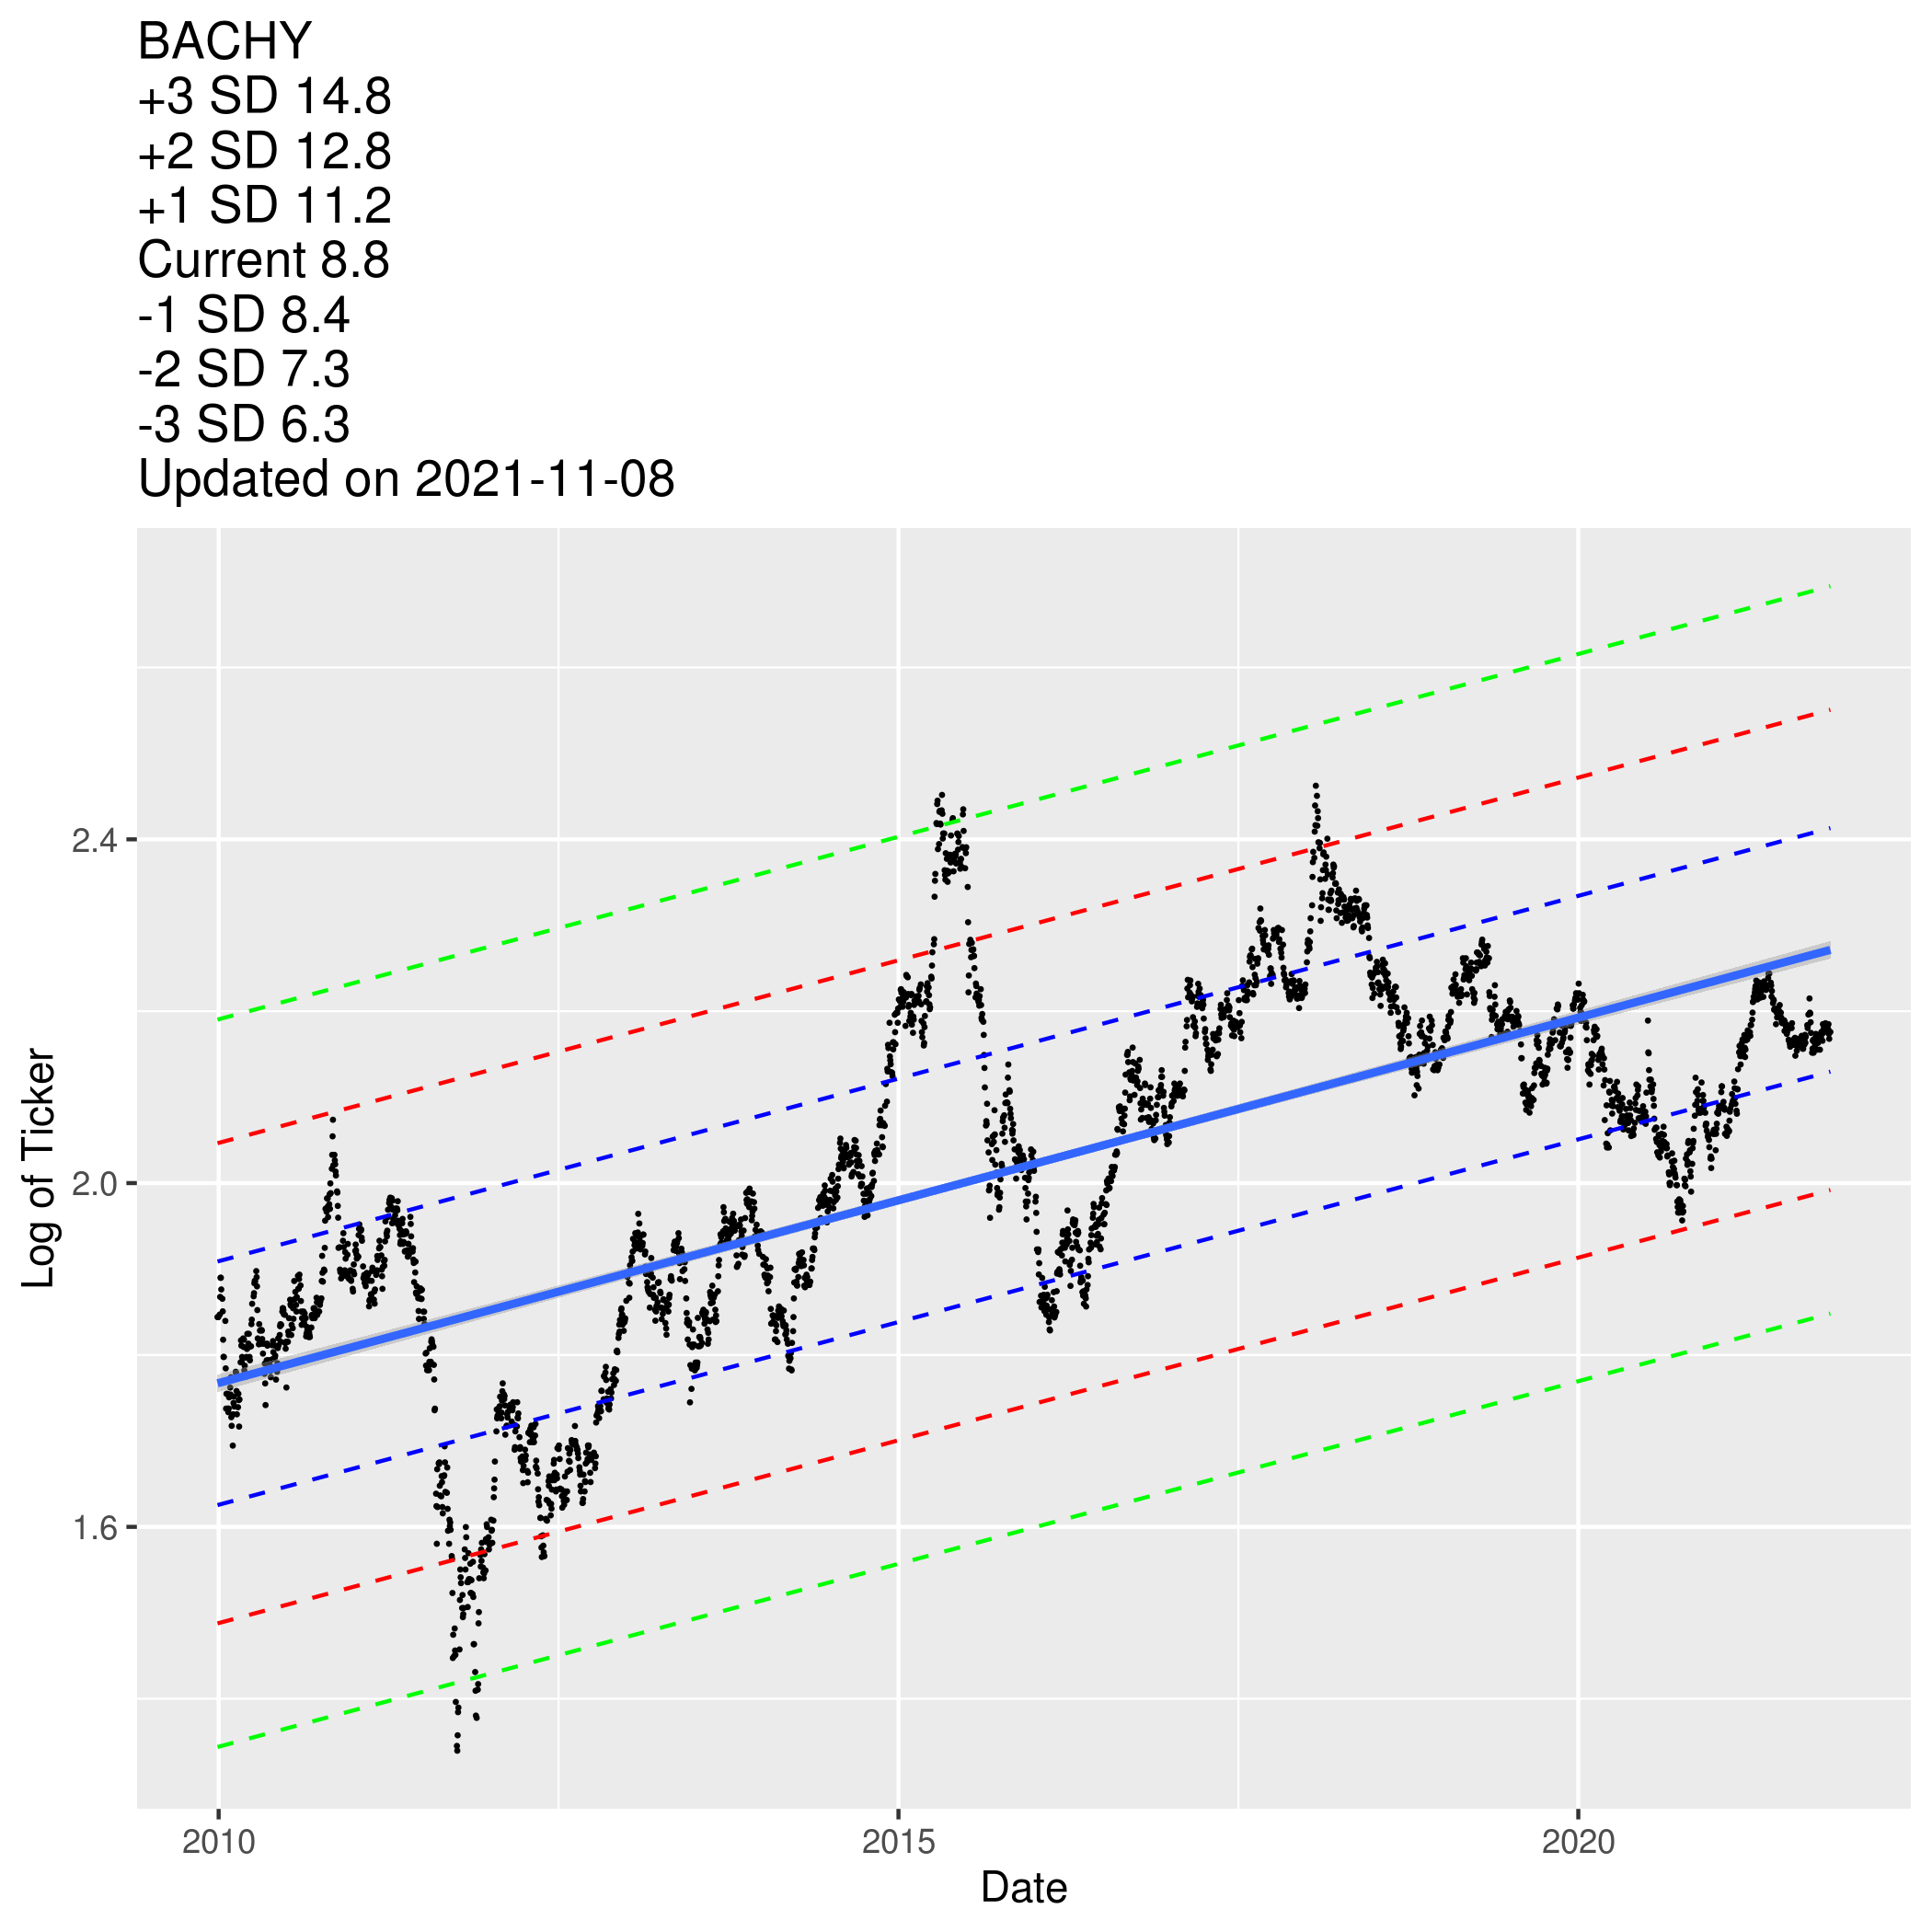 BACHY
+3 SD 14.8
+2 SD 12.8
+1 SD 11.2
Current 8.8
-1 SD 8.4
-2 SD 7.3
-3 SD 6.3
Updated on 2021-11-08
2.4
2.0
1.6
Log of Ticker
2010
2015
2020
Date